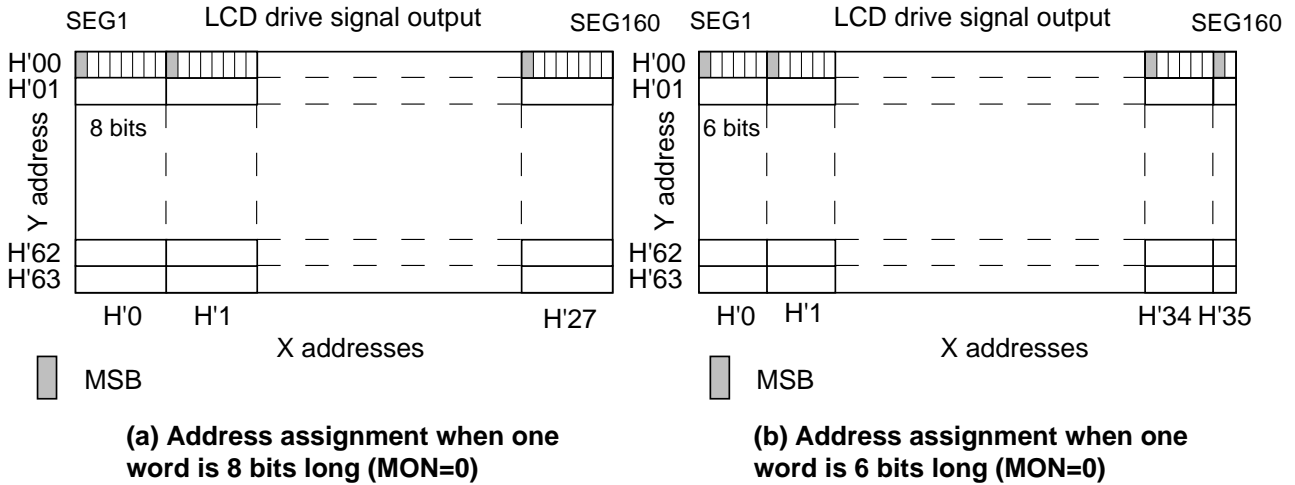 SEG1 LCD drive signal output SEG160
H'00
H'01
8 bits
Y address
H'62
H'63
H'0 H'1 H'27
X addresses
MSB
(a) Address assignment when one
word is 8 bits long (MON=0)
SEG1 LCD drive signal output SEG160
H'00
H'01
6 bits
Y address
H'62
H'63
H'0 H'1 H'34 H'35
X addresses
MSB
(b) Address assignment when one
word is 6 bits long (MON=0)